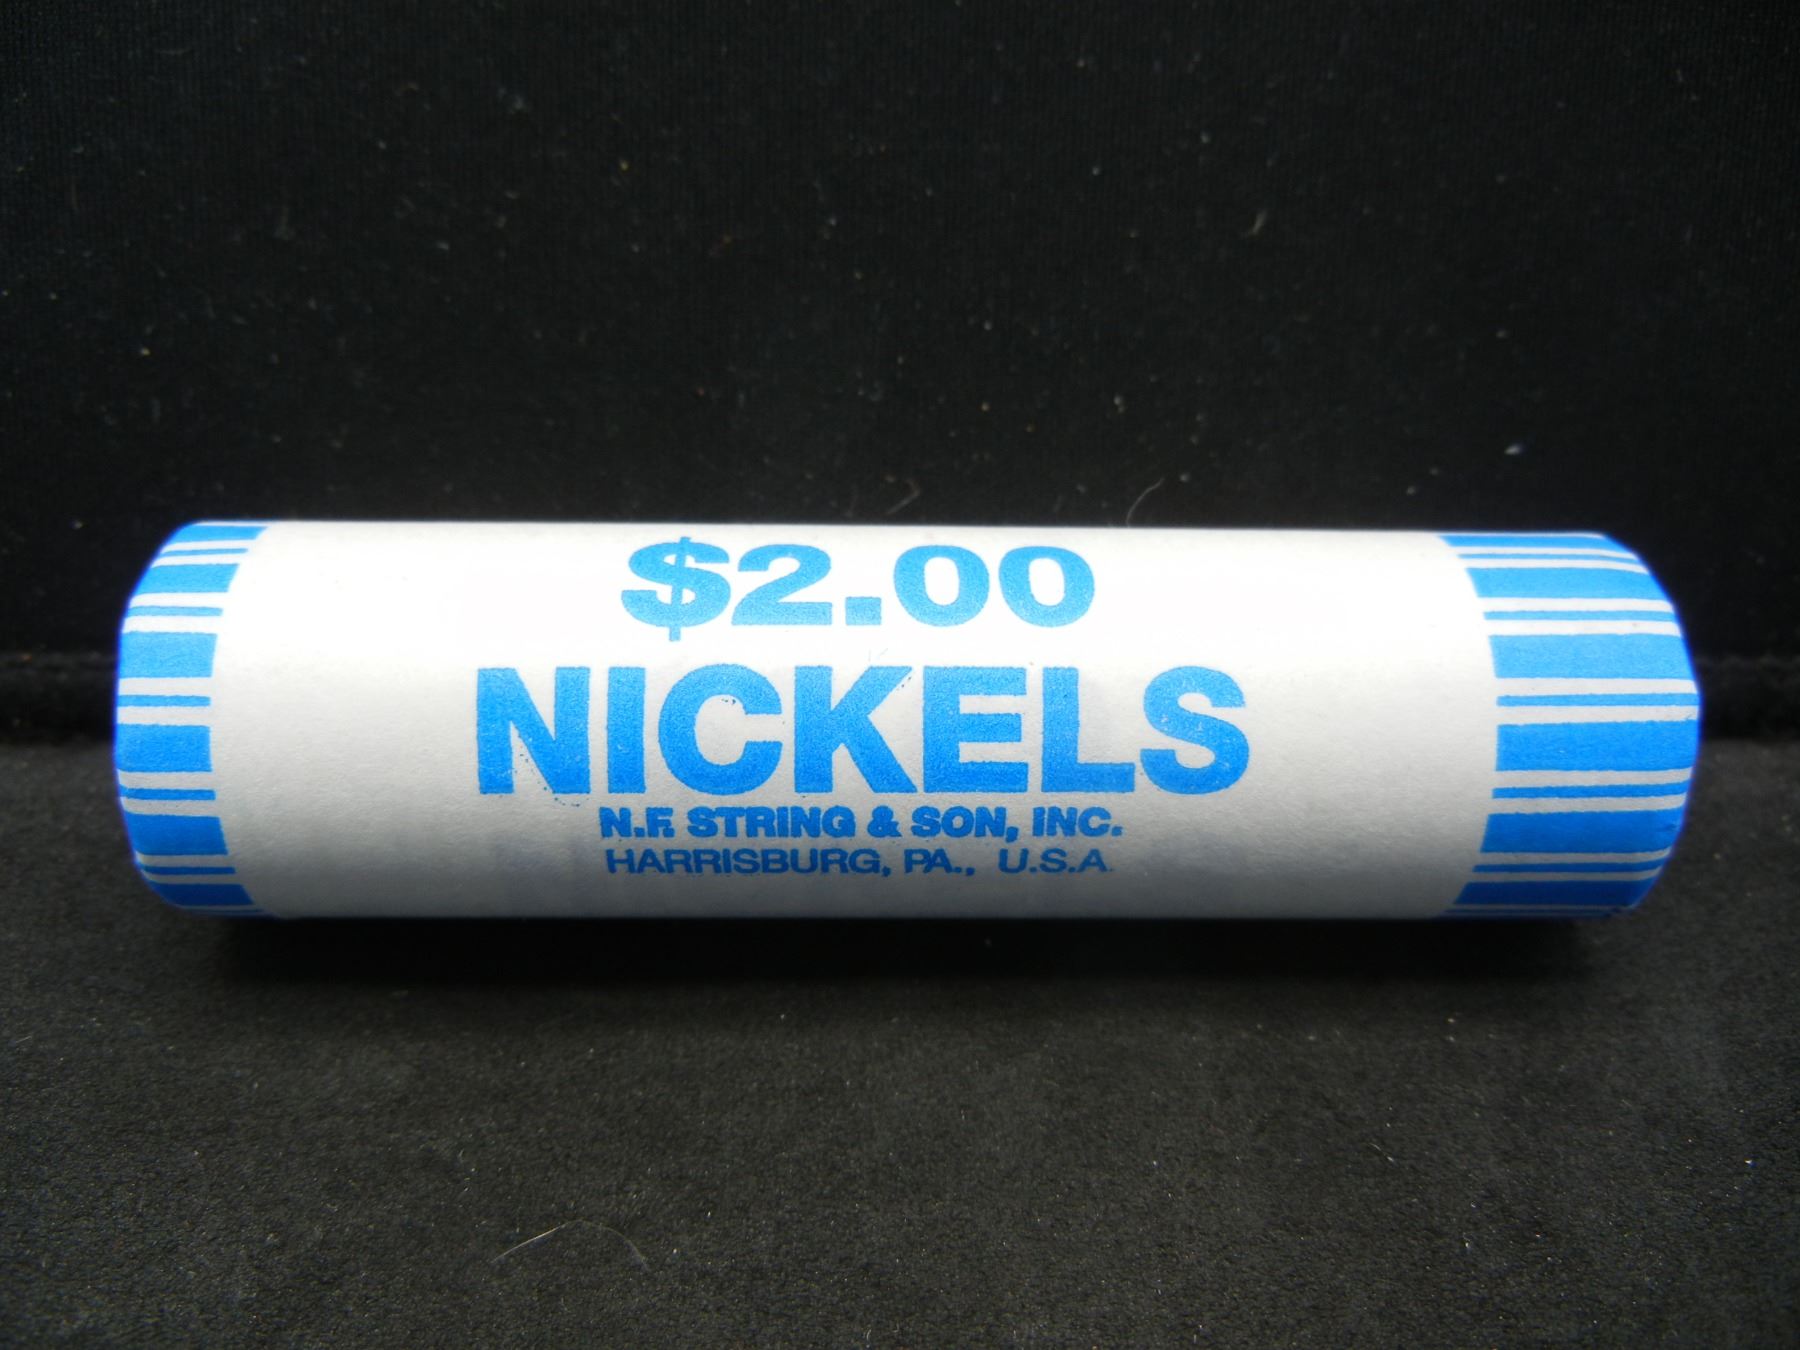 $2.00
NICKELS
N.F. STRING & SON, INC.
HARRISBURG, PA., U.S.A.